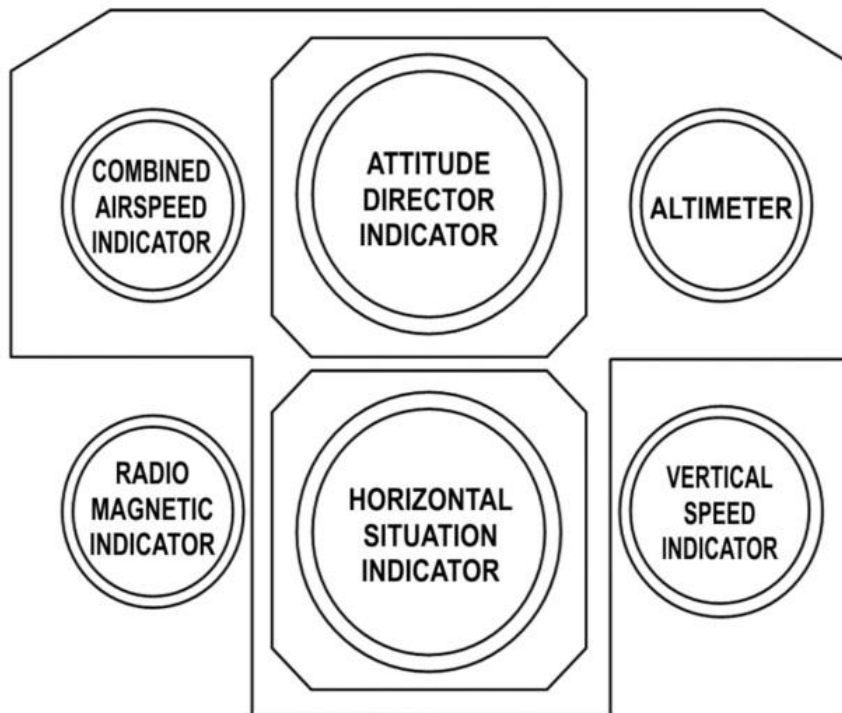 COMBINED
AIRSPEED
INDICATOR
ATTITUDE
DIRECTOR
INDICATOR
ALTIMETER
RADIO
MAGNETIC
INDICATOR
HORIZONTAL
SITUATION
INDICATOR
VERTICAL
SPEED
INDICATOR